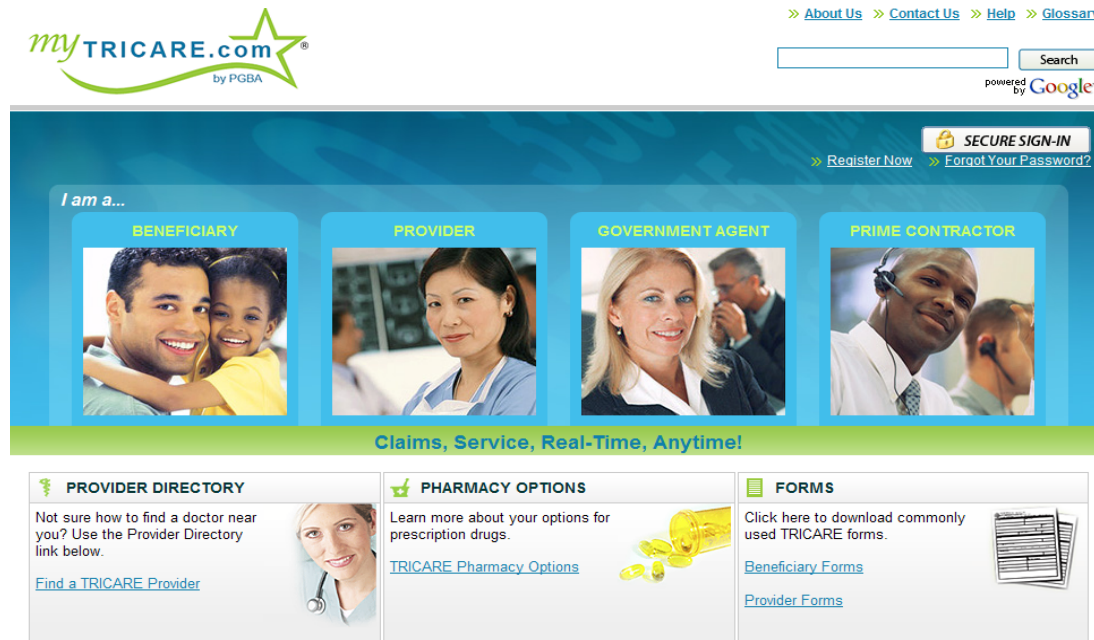 » About Us » Contact Us » Help » Glossary
myTRICARE.com®
by PGBA
Search
powered by Google
SECURE SIGN-IN
» Register Now » Forgot Your Password?
I am a...
BENEFICIARY
PROVIDER
GOVERNMENT AGENT
PRIME CONTRACTOR
Claims, Service, Real-Time, Anytime!
PROVIDER DIRECTORY
Not sure how to find a doctor near
you? Use the Provider Directory
link below.
Find a TRICARE Provider
PHARMACY OPTIONS
Learn more about your options for
prescription drugs.
TRICARE Pharmacy Options
FORMS
Click here to download commonly
used TRICARE forms.
Beneficiary Forms
Provider Forms